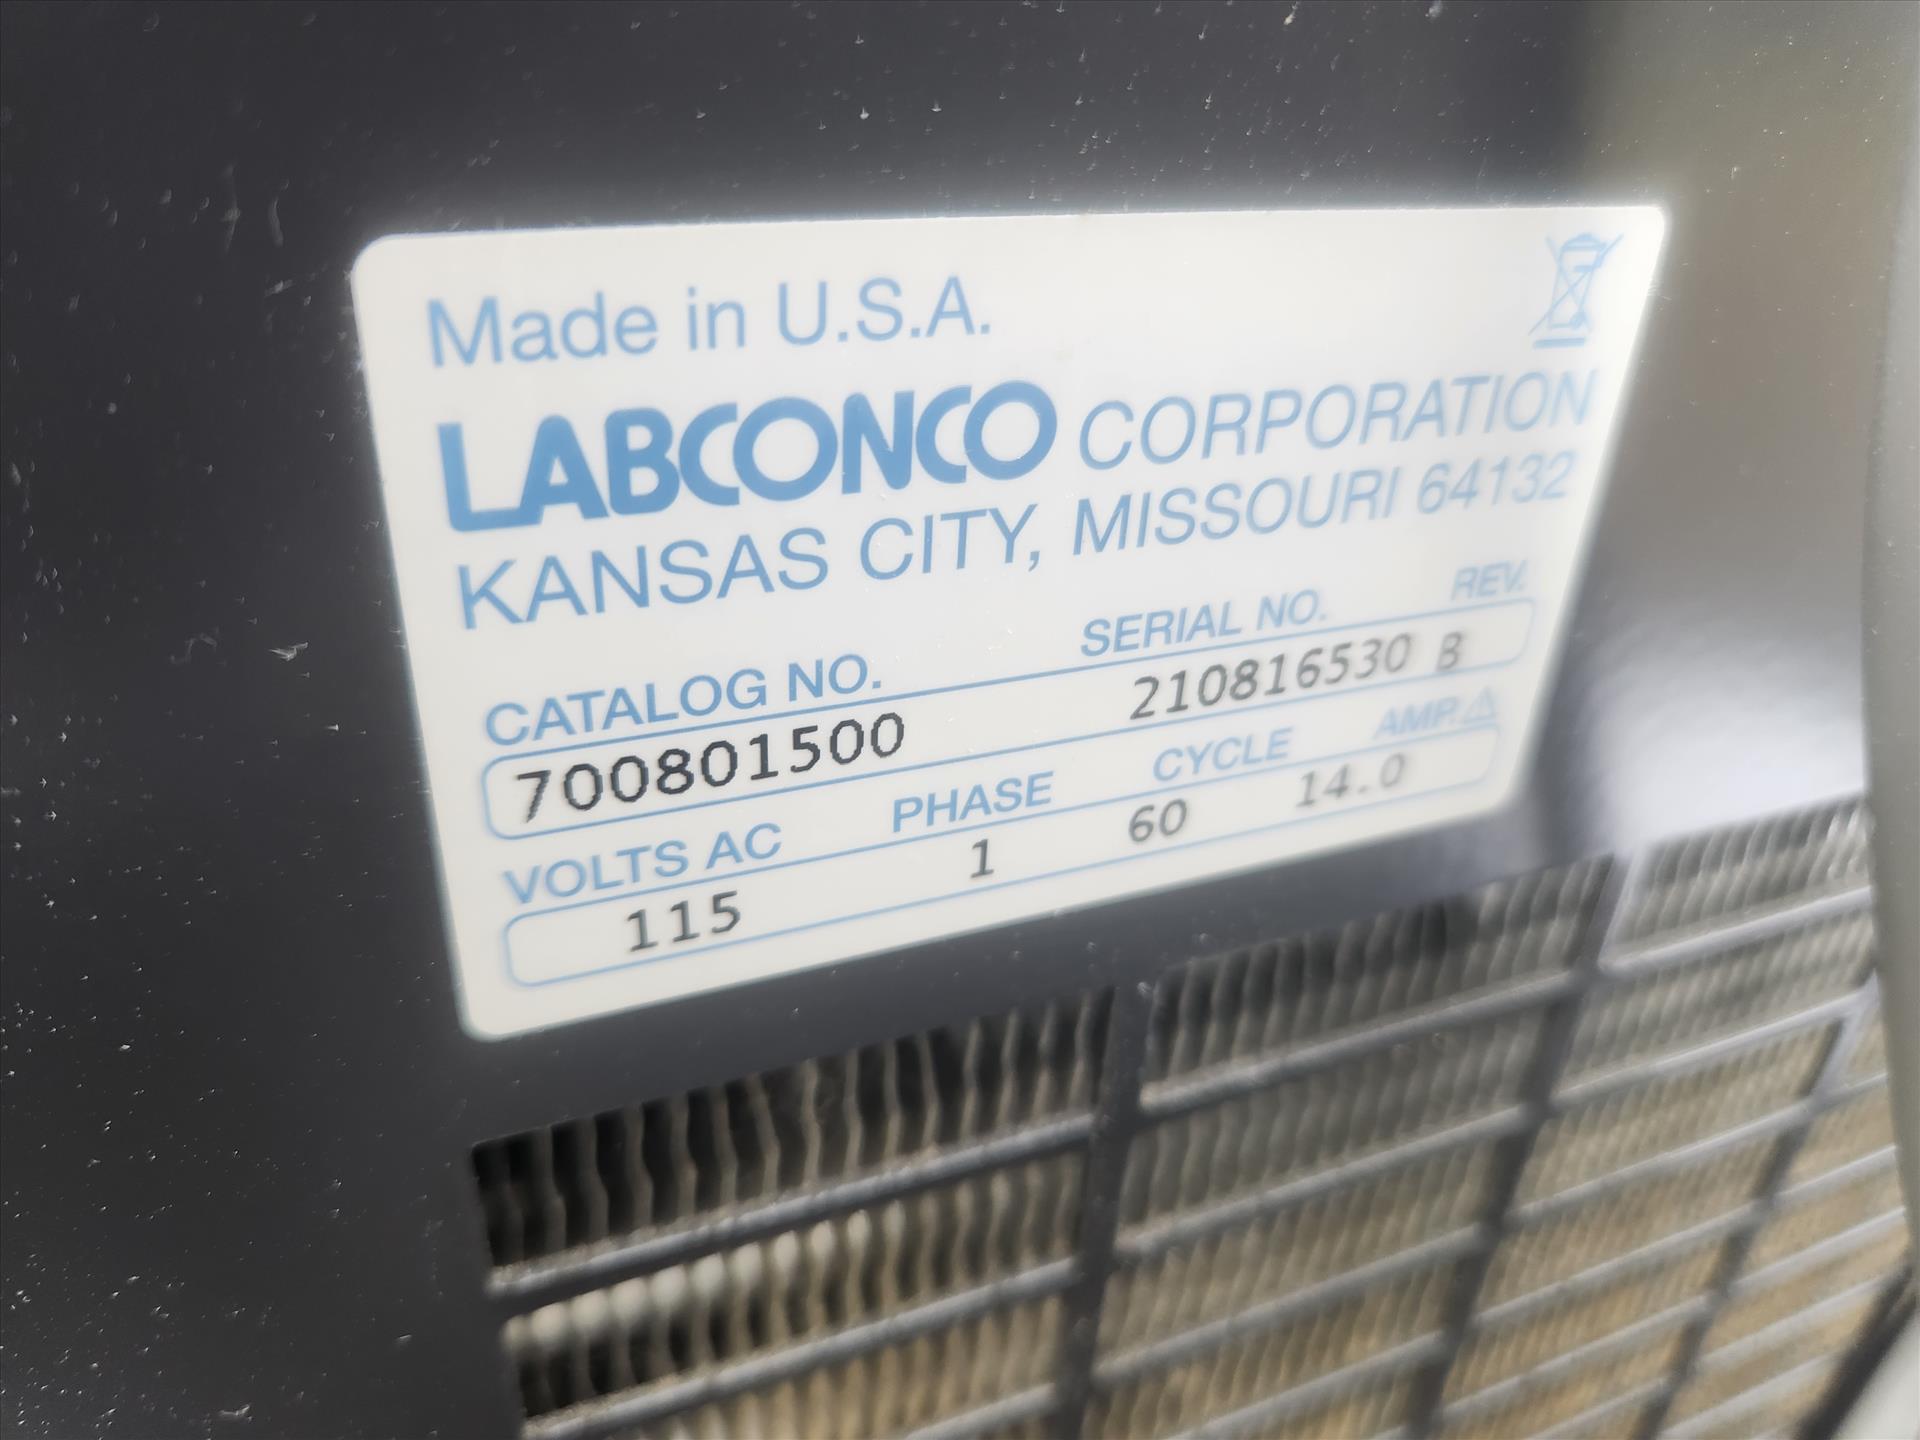 Made in U.S.A.
LABCONCO CORPORATION
KANSAS CITY, MISSOURI 64132
CATALOG NO. SERIAL NO. REV.
700801500 210816530 B
VOLTS AC PHASE CYCLE AMP.
115 1 60 14.0